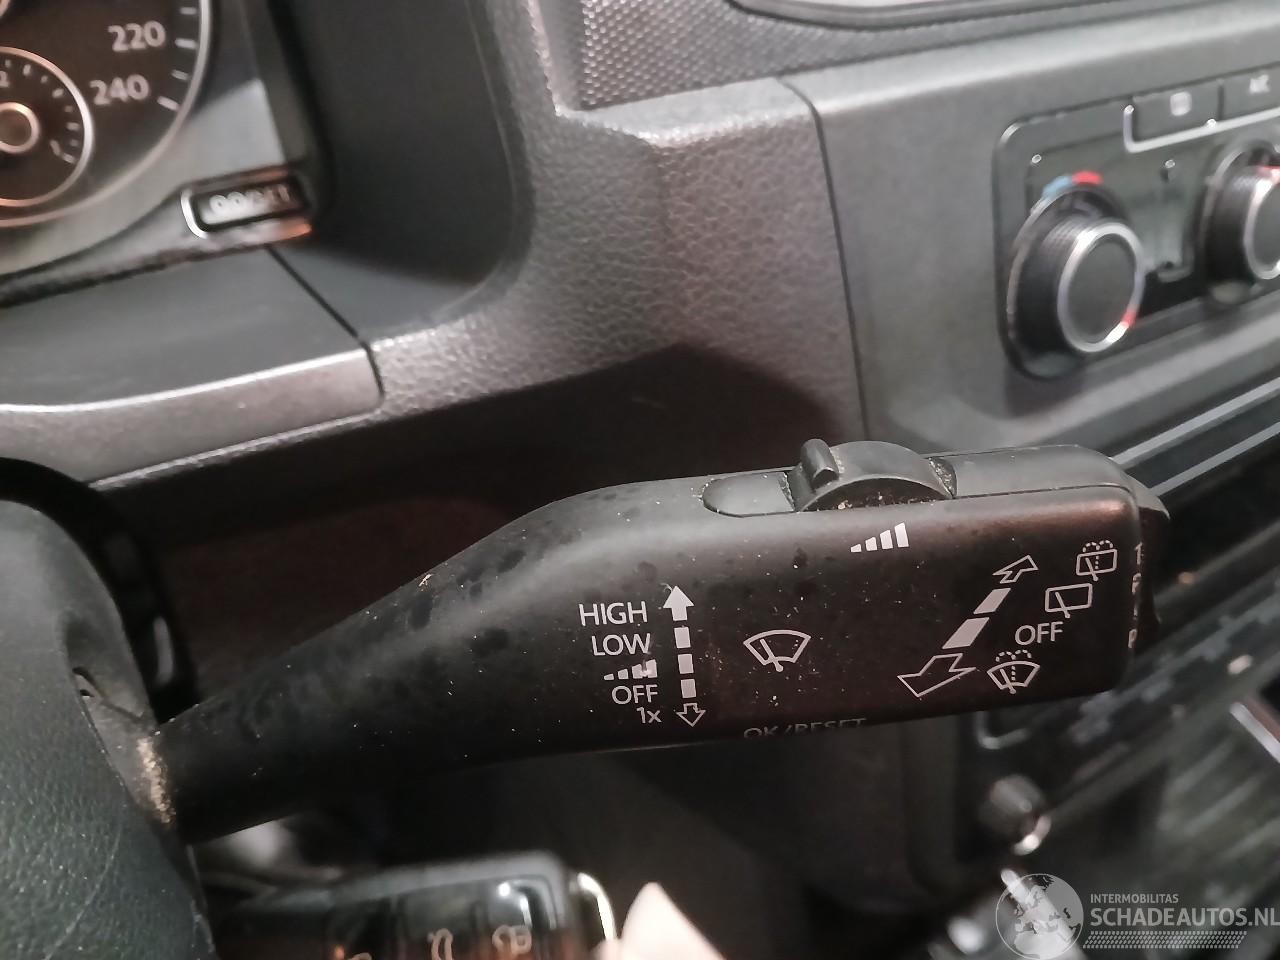 220
240
A/C
HIGH
LOW
OFF
1x
OFF
OK/RESET
INTERMOBILITAS
SCHADEAUTOS.NL